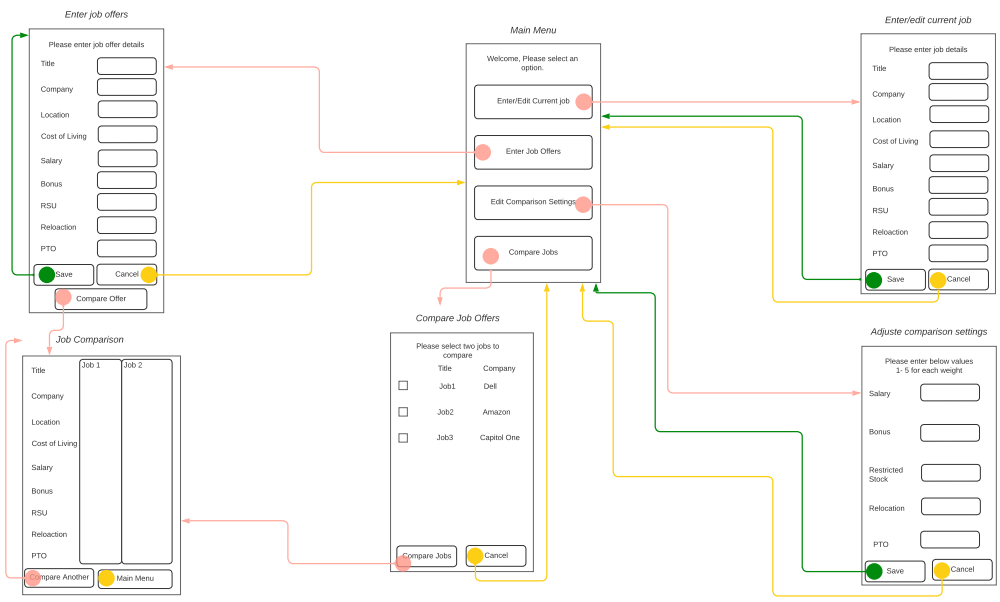 Enter job offers
Please enter job offer details
Title
Company
Location
Cost of Living
Salary
Bonus
RSU
Reloaction
PTO
Save
Cancel
Compare Offer
Main Menu
Welcome, Please select an
option.
Enter/Edit Current job
Enter Job Offers
Edit Comparison Settings
Compare Jobs
Enter/edit current job
Please enter job details
Title
Company
Location
Cost of Living
Salary
Bonus
RSU
Reloaction
PTO
Save
Cancel
Job Comparison
Job 1
Job 2
Title
Company
Location
Cost of Living
Salary
Bonus
RSU
Reloaction
PTO
Compare Another
Main Menu
Compare Job Offers
Please select two jobs to
compare
Title Company
Job1 Dell
Job2 Amazon
Job3 Capitol One
Compare Jobs
Cancel
Adjuste comparison settings
Please enter below values
1- 5 for each weight
Salary
Bonus
Restricted
Stock
Relocation
PTO
Save
Cancel